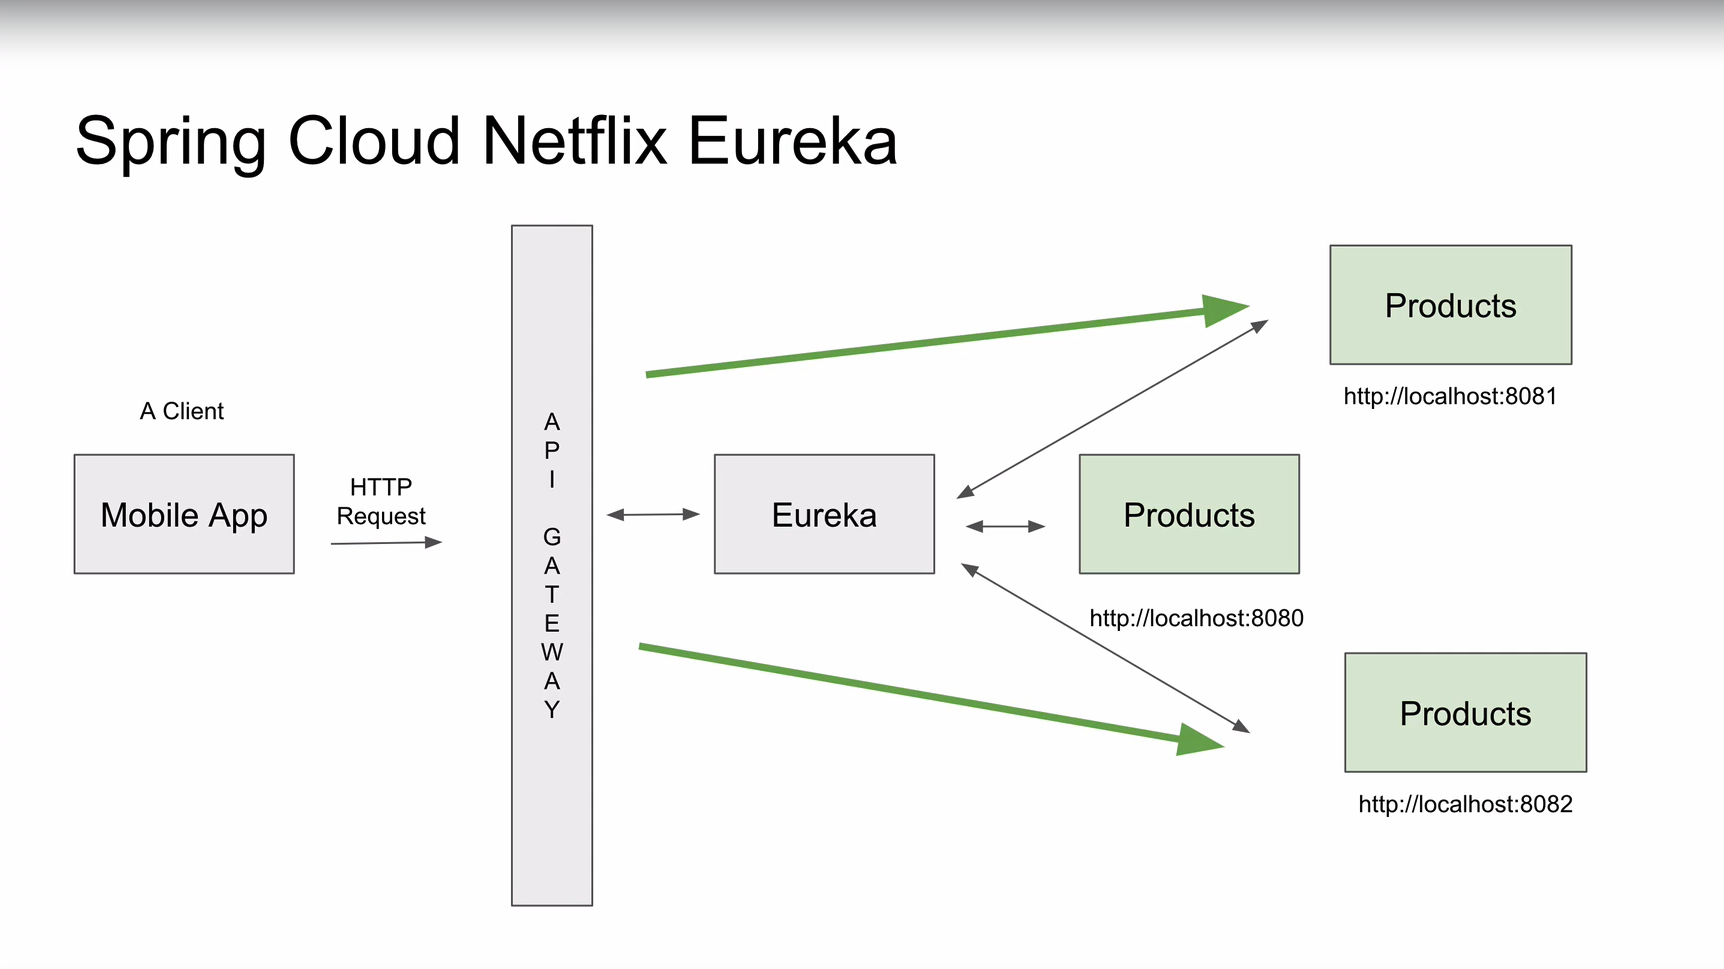 Spring Cloud Netflix Eureka
A Client
Mobile App
HTTP
Request
A
P
I
G
A
T
E
W
A
Y
Eureka
Products
http://localhost:8081
Products
http://localhost:8080
Products
http://localhost:8082